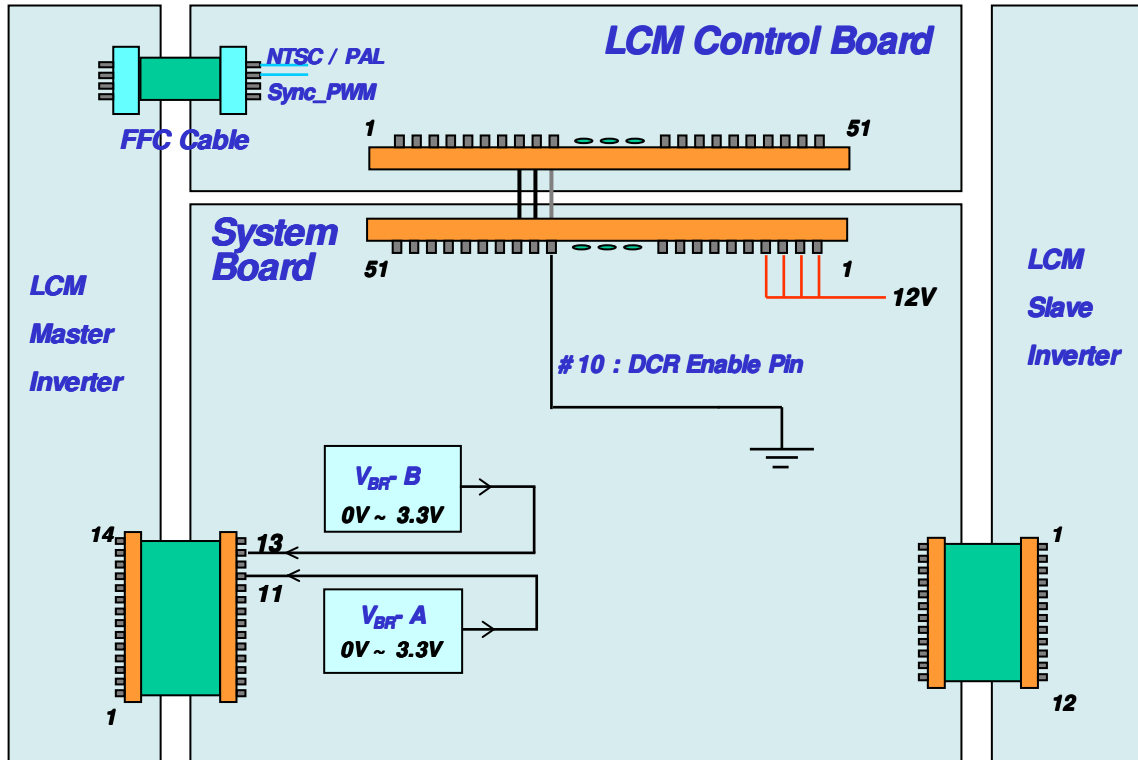 LCM Control Board
NTSC / PAL
Sync_PWM
FFC Cable
1
51
System
Board
51
1
12V
LCM
Master
Inverter
LCM
Slave
Inverter
#10 : DCR Enable Pin
VBR- B
0V ~ 3.3V
14
13
11
1
VBR- A
0V ~ 3.3V
1
12